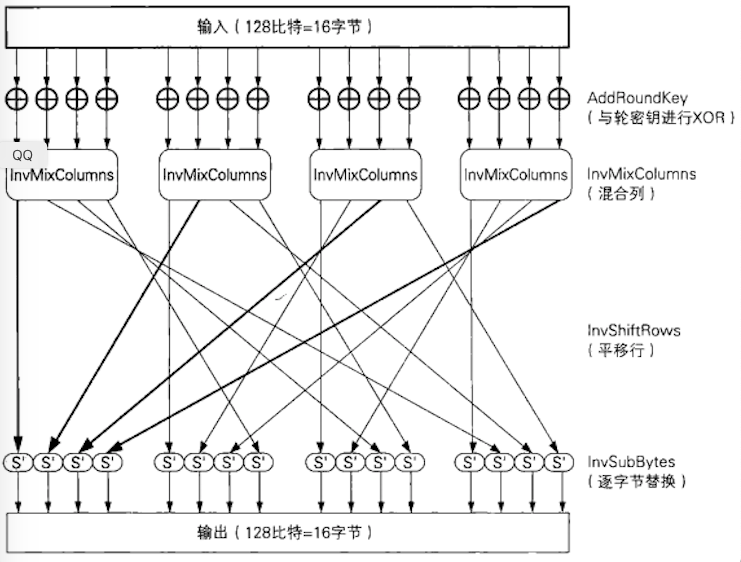 输入（128比特=16字节）
AddRoundKey
（与轮密钥进行XOR）
QQ
InvMixColumns InvMixColumns InvMixColumns InvMixColumns
InvMixColumns
（混合列）
InvShiftRows
（平移行）
S' S' S' S' S' S' S' S' S' S' S' S' S' S' S' S'
InvSubBytes
（逐字节替换）
输出（128比特=16字节）